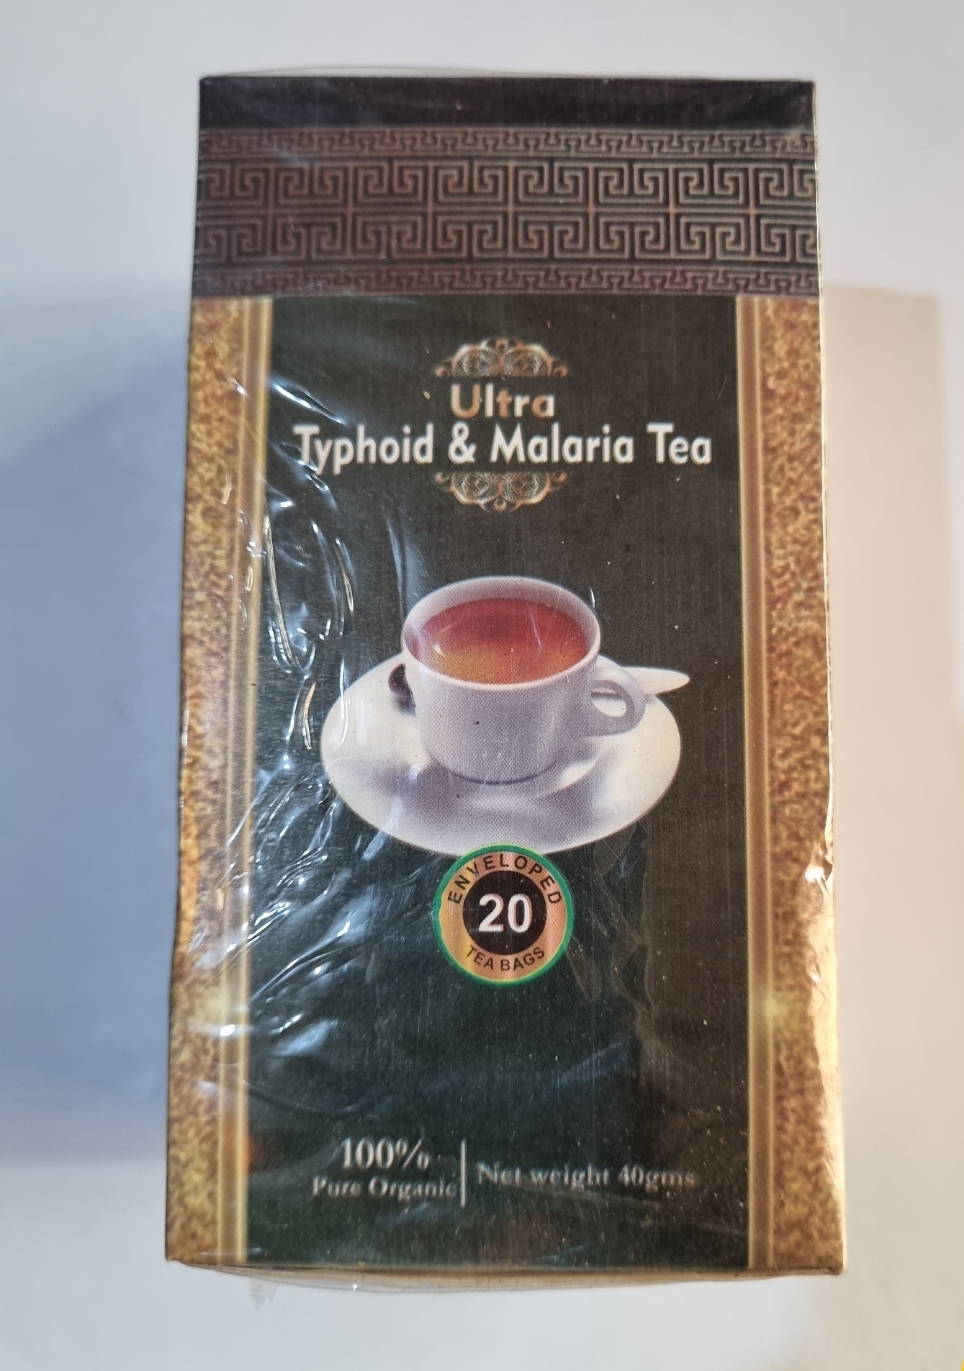 Ultra
Typhoid & Malaria Tea
ENVELOPED
20
TEA BAGS
100%
Pure Organic
Net weight 40gms